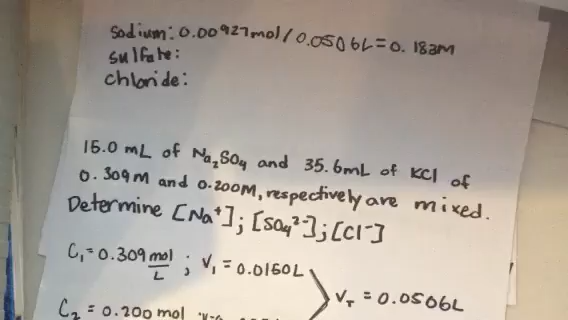 sodium: 0.00927mol/0.0506L=0.183M
sulfate:
chloride:
15.0 mL of Na₂SO₄ and 35.6mL of KCl of
0.309M and 0.200M, respectively are mixed.
Determine [Na⁺]; [SO₄²⁻]; [Cl⁻]
C₁=0.309 mol/L ; V₁ = 0.0150L
V_T = 0.0506L
C₂ = 0.200 mol